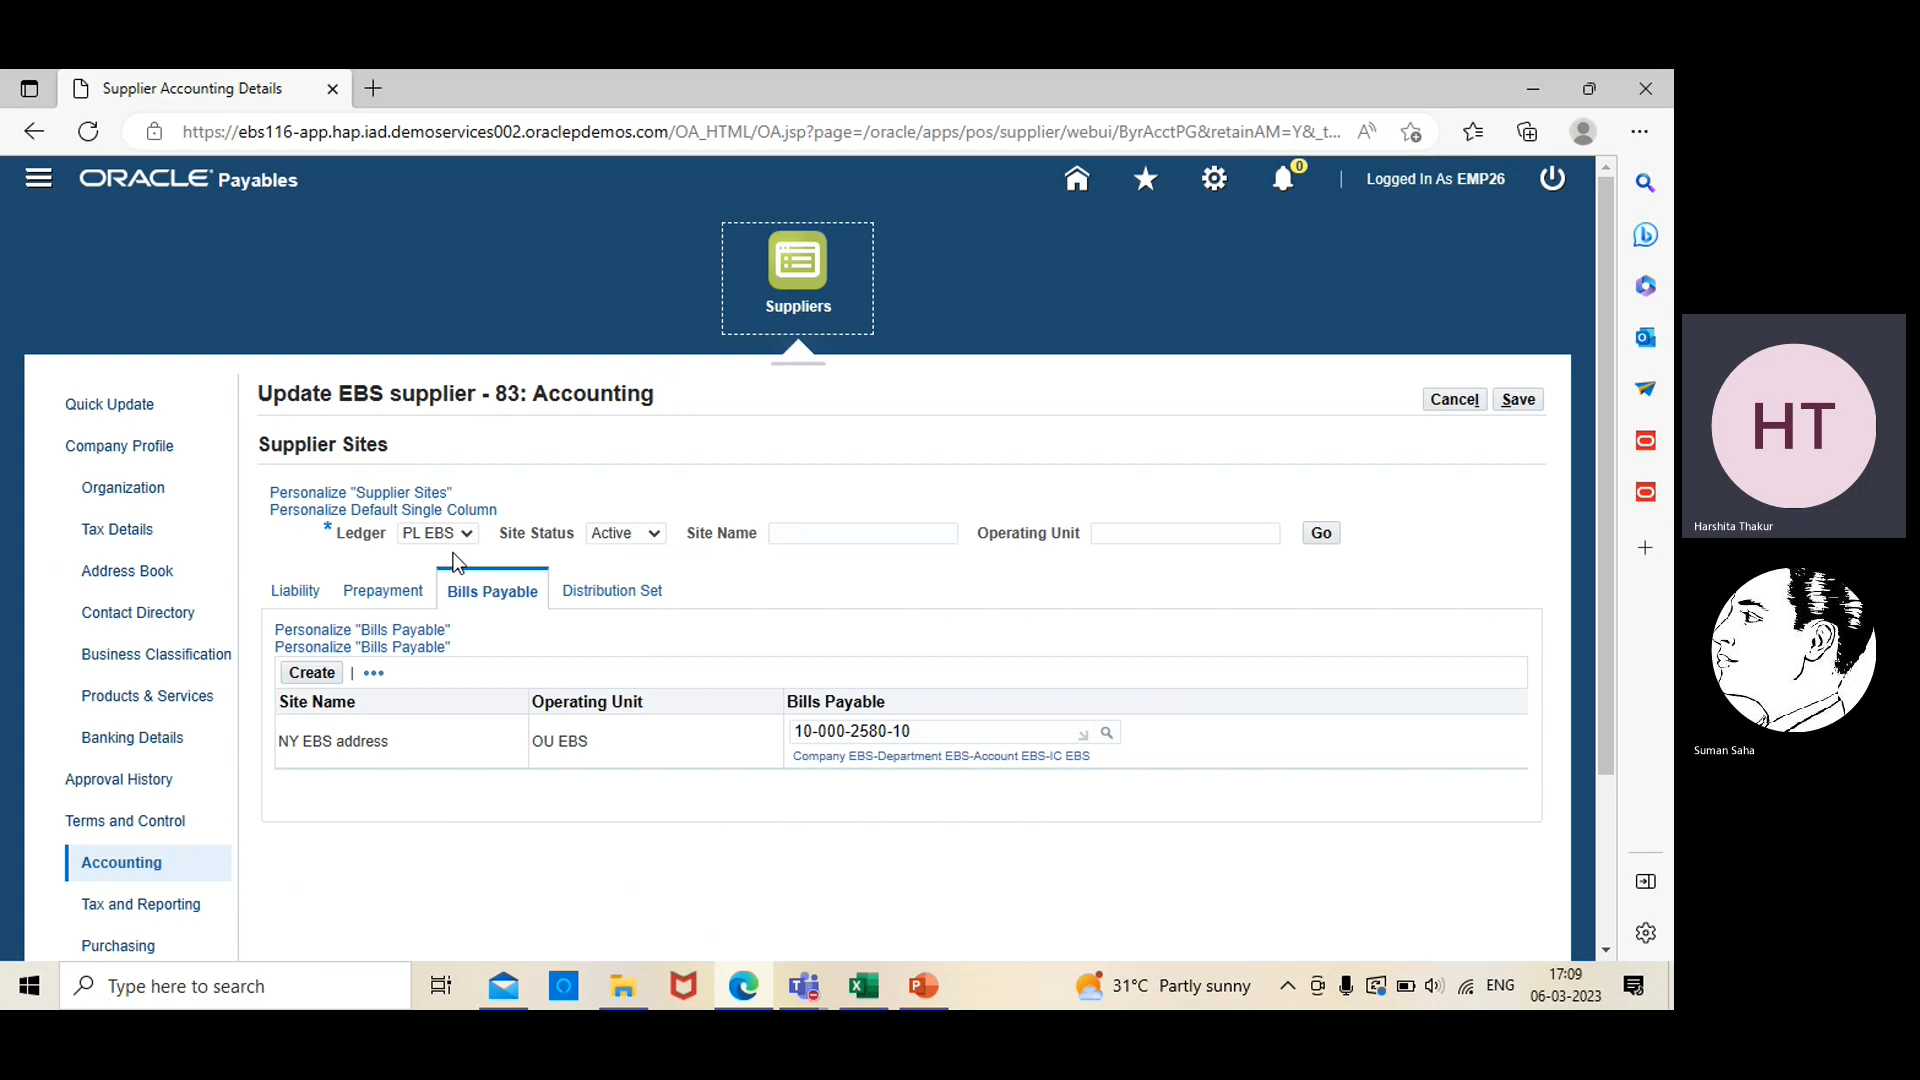 Supplier Accounting Details
https://ebs116-app.hap.iad.demoservices002.oraclepdemos.com/OA_HTML/OA.jsp?page=/oracle/apps/pos/supplier/webui/ByrAcctPG&retainAM=Y&_t...
ORACLE Payables
0
Logged In As EMP26
Suppliers
Quick Update
Company Profile
Organization
Tax Details
Address Book
Contact Directory
Business Classification
Products & Services
Banking Details
Approval History
Terms and Control
Accounting
Tax and Reporting
Purchasing
Update EBS supplier - 83: Accounting
Cancel Save
Supplier Sites
Personalize "Supplier Sites"
Personalize Default Single Column
* Ledger PL EBS Site Status Active Site Name Operating Unit Go
Liability Prepayment Bills Payable Distribution Set
Personalize "Bills Payable"
Personalize "Bills Payable"
Create | •••
Site Name Operating Unit Bills Payable
NY EBS address OU EBS 10-000-2580-10
Company EBS-Department EBS-Account EBS-IC EBS
HT
Harshita Thakur
Suman Saha
Type here to search
31°C Partly sunny
ENG
17:09
06-03-2023